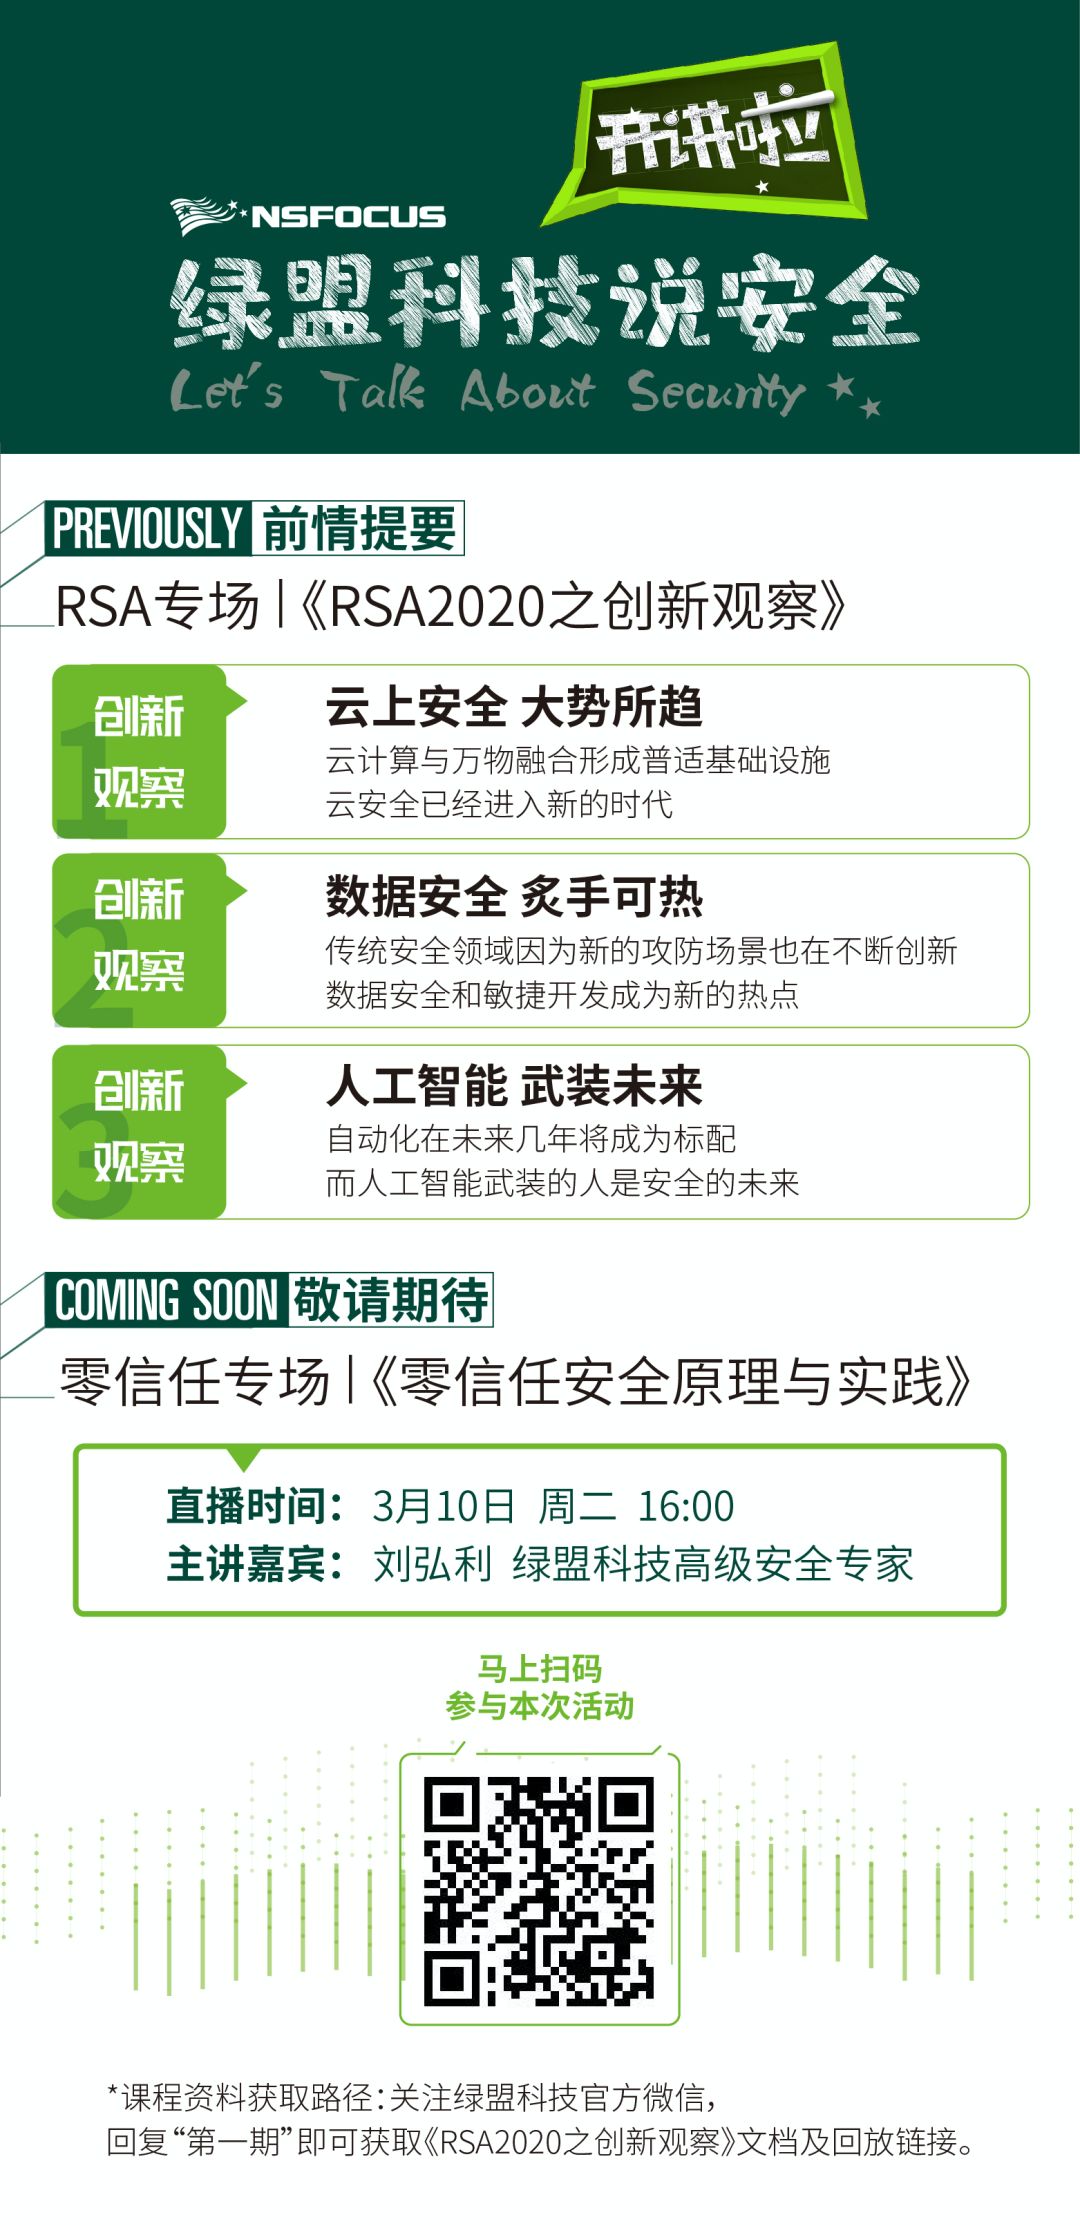 开讲啦
NSFOCUS
绿盟科技说安全
Let's Talk About Security
PREVIOUSLY 前情提要
RSA专场|《RSA2020之创新观察》
1
创新
观察
云上安全 大势所趋
云计算与万物融合形成普适基础设施
云安全已经进入新的时代
2
创新
观察
数据安全 炙手可热
传统安全领域因为新的攻防场景也在不断创新
数据安全和敏捷开发成为新的热点
3
创新
观察
人工智能 武装未来
自动化在未来几年将成为标配
而人工智能武装的人是安全的未来
COMING SOON 敬请期待
零信任专场|《零信任安全原理与实践》
直播时间： 3月10日 周二 16:00
主讲嘉宾： 刘弘利 绿盟科技高级安全专家
马上扫码
参与本次活动
*课程资料获取路径：关注绿盟科技官方微信，
回复“第一期”即可获取《RSA2020之创新观察》文档及回放链接。